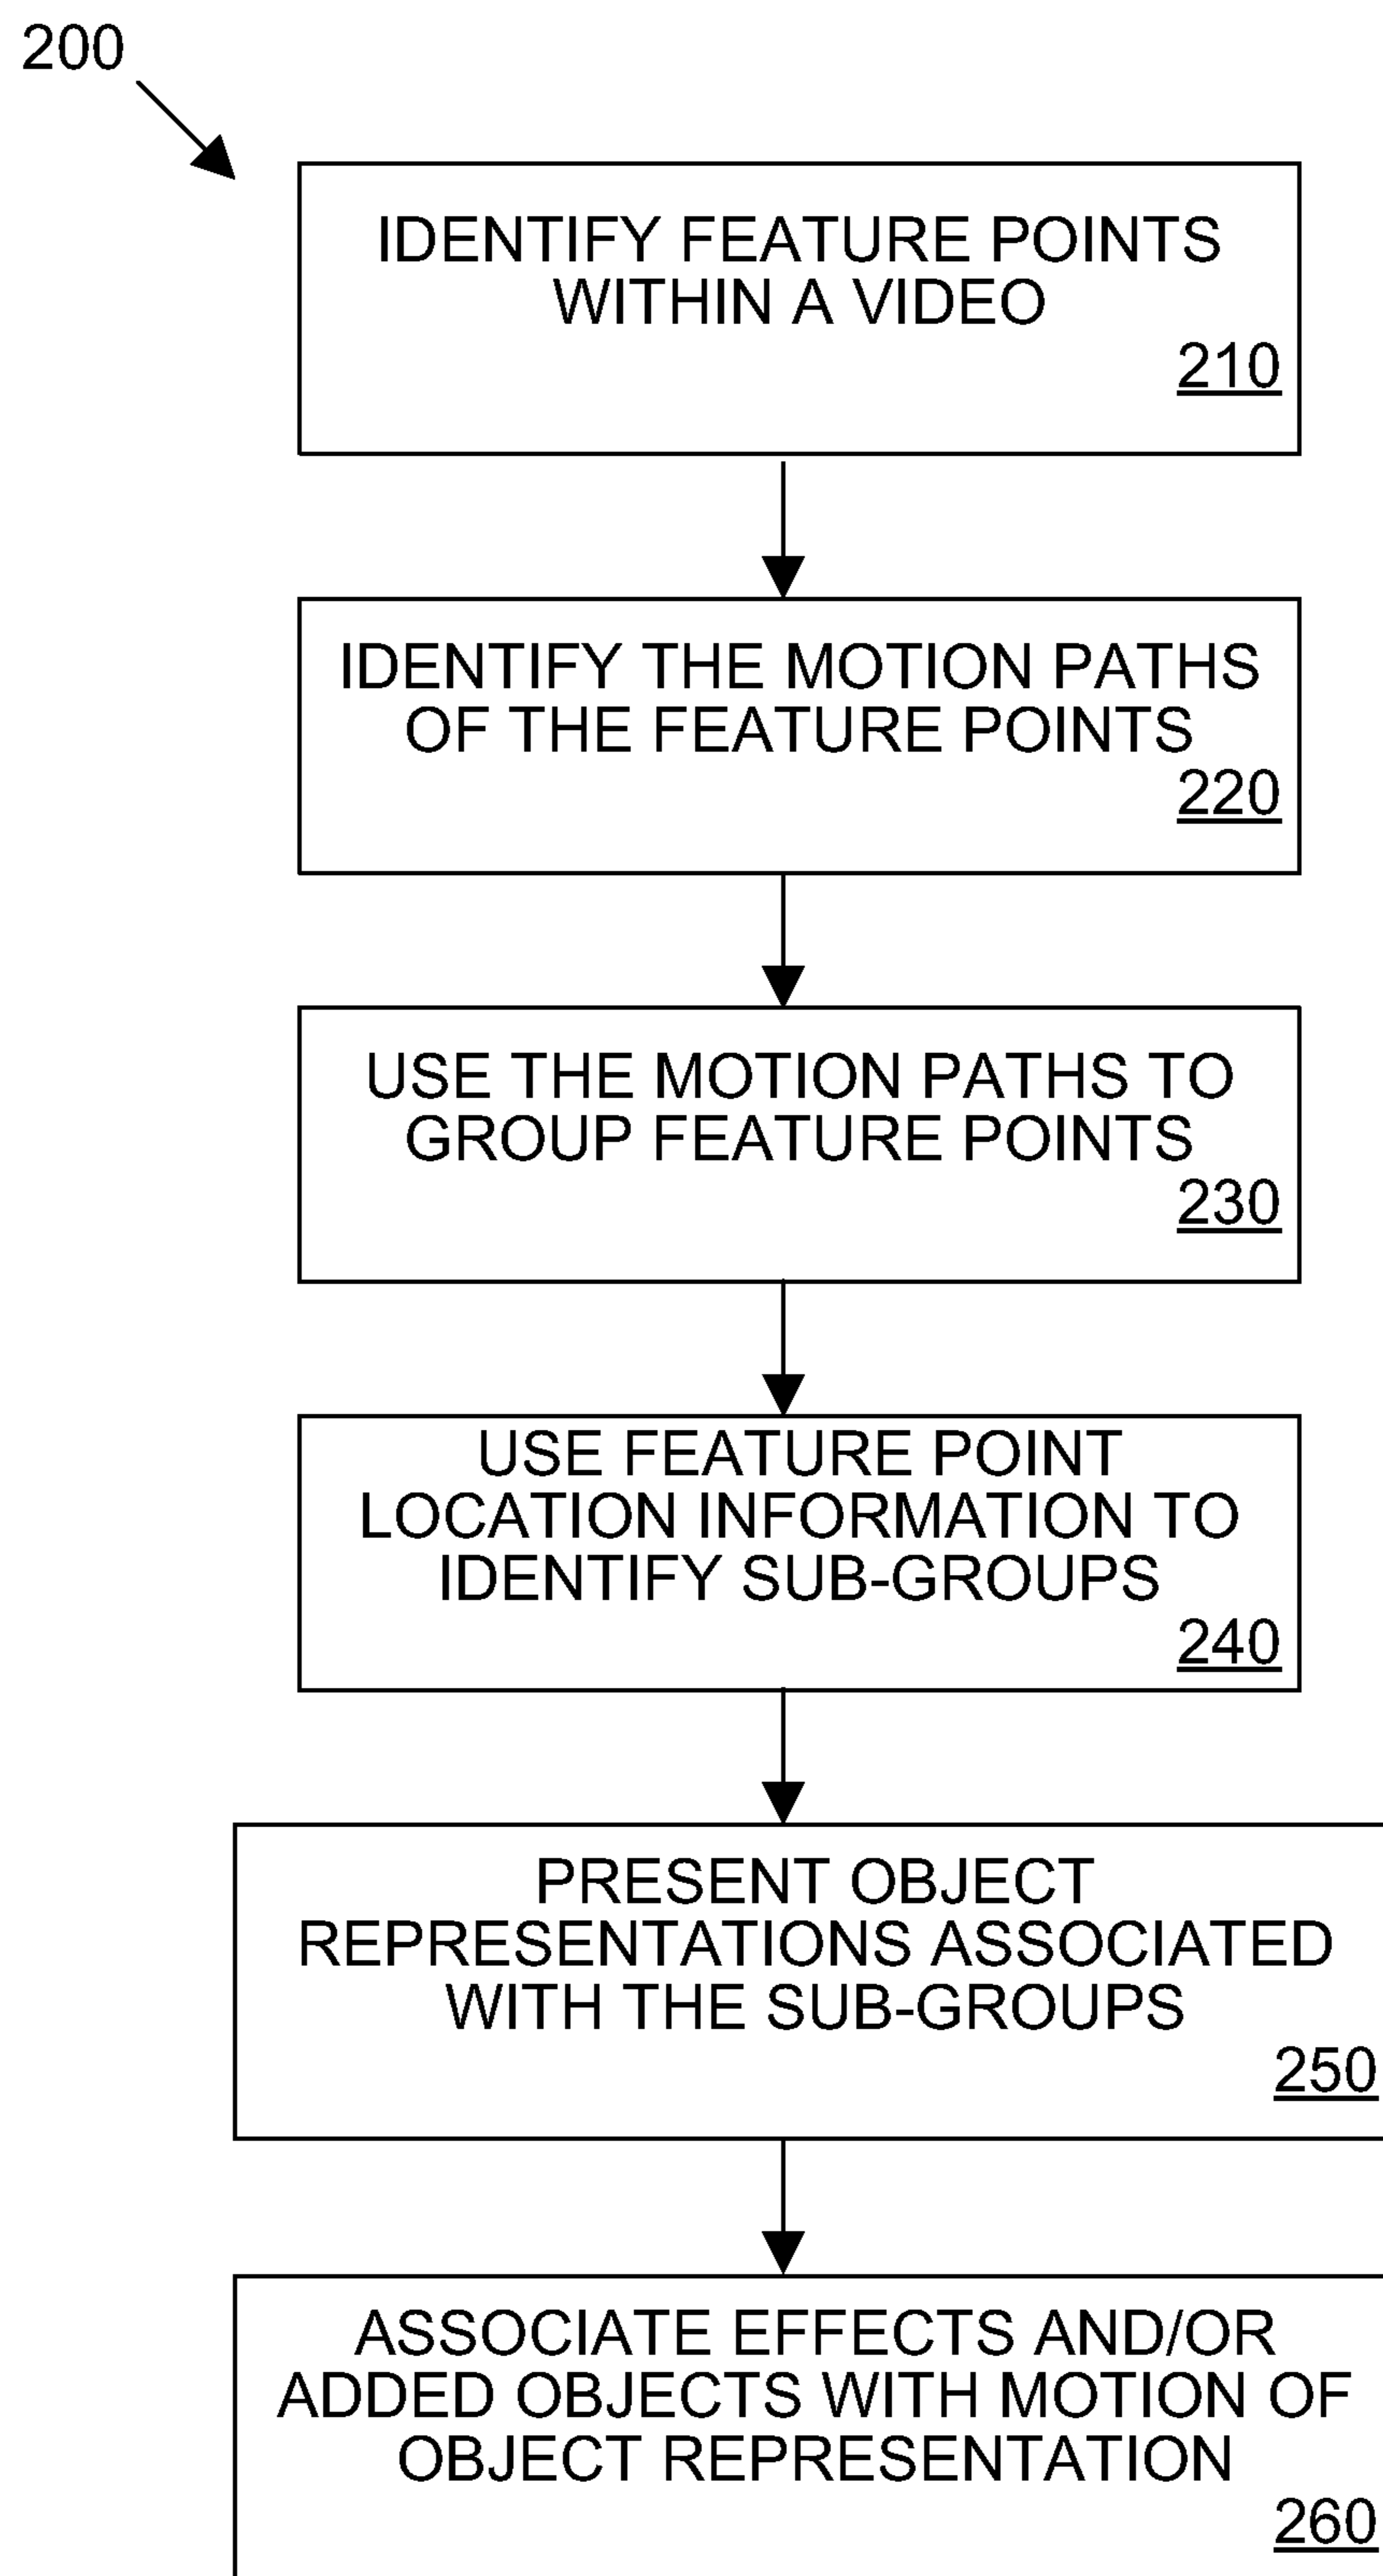 200
IDENTIFY FEATURE POINTS
WITHIN A VIDEO
210
IDENTIFY THE MOTION PATHS
OF THE FEATURE POINTS
220
USE THE MOTION PATHS TO
GROUP FEATURE POINTS
230
USE FEATURE POINT
LOCATION INFORMATION TO
IDENTIFY SUB-GROUPS
240
PRESENT OBJECT
REPRESENTATIONS ASSOCIATED
WITH THE SUB-GROUPS
250
ASSOCIATE EFFECTS AND/OR
ADDED OBJECTS WITH MOTION OF
OBJECT REPRESENTATION
260